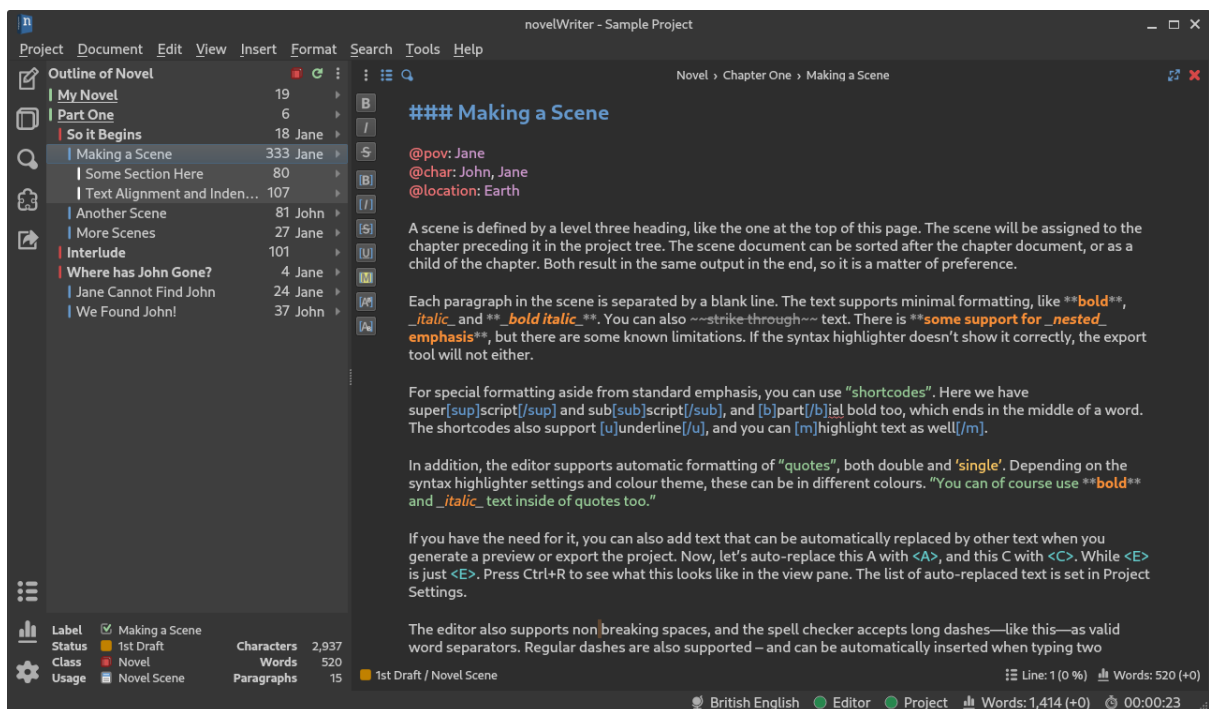 novelWriter - Sample Project
Project Document Edit View Insert Format Search Tools Help
Outline of Novel
My Novel 19
Part One 6
So it Begins 18 Jane
Making a Scene 333 Jane
Some Section Here 80
Text Alignment and Inden... 107
Another Scene 81 John
More Scenes 27 Jane
Interlude 101
Where has John Gone? 4 Jane
Jane Cannot Find John 24 Jane
We Found John! 37 John
Label Making a Scene
Status 1st Draft Characters 2,937
Class Novel Words 520
Usage Novel Scene Paragraphs 15
Novel › Chapter One › Making a Scene
B
I
S
[B]
[I]
[S]
[U]
[M]
### Making a Scene
@pov: Jane
@char: John, Jane
@location: Earth
A scene is defined by a level three heading, like the one at the top of this page. The scene will be assigned to the
chapter preceding it in the project tree. The scene document can be sorted after the chapter document, or as a
child of the chapter. Both result in the same output in the end, so it is a matter of preference.
Each paragraph in the scene is separated by a blank line. The text supports minimal formatting, like **bold**,
_italic_ and **_bold italic_**. You can also ~~strike through~~ text. There is **some support for _nested_
emphasis**, but there are some known limitations. If the syntax highlighter doesn’t show it correctly, the export
tool will not either.
For special formatting aside from standard emphasis, you can use “shortcodes”. Here we have
super[sup]script[/sup] and sub[sub]script[/sub], and [b]part[/b]ial bold too, which ends in the middle of a word.
The shortcodes also support [u]underline[/u], and you can [m]highlight text as well[/m].
In addition, the editor supports automatic formatting of “quotes”, both double and ‘single’. Depending on the
syntax highlighter settings and colour theme, these can be in different colours. “You can of course use **bold**
and _italic_ text inside of quotes too.”
If you have the need for it, you can also add text that can be automatically replaced by other text when you
generate a preview or export the project. Now, let’s auto-replace this A with <A>, and this C with <C>. While <E>
is just <E>. Press Ctrl+R to see what this looks like in the view pane. The list of auto-replaced text is set in Project
Settings.
The editor also supports non breaking spaces, and the spell checker accepts long dashes—like this—as valid
word separators. Regular dashes are also supported – and can be automatically inserted when typing two
1st Draft / Novel Scene Line: 1 (0 %) Words: 520 (+0)
British English Editor Project Words: 1,414 (+0) 00:00:23